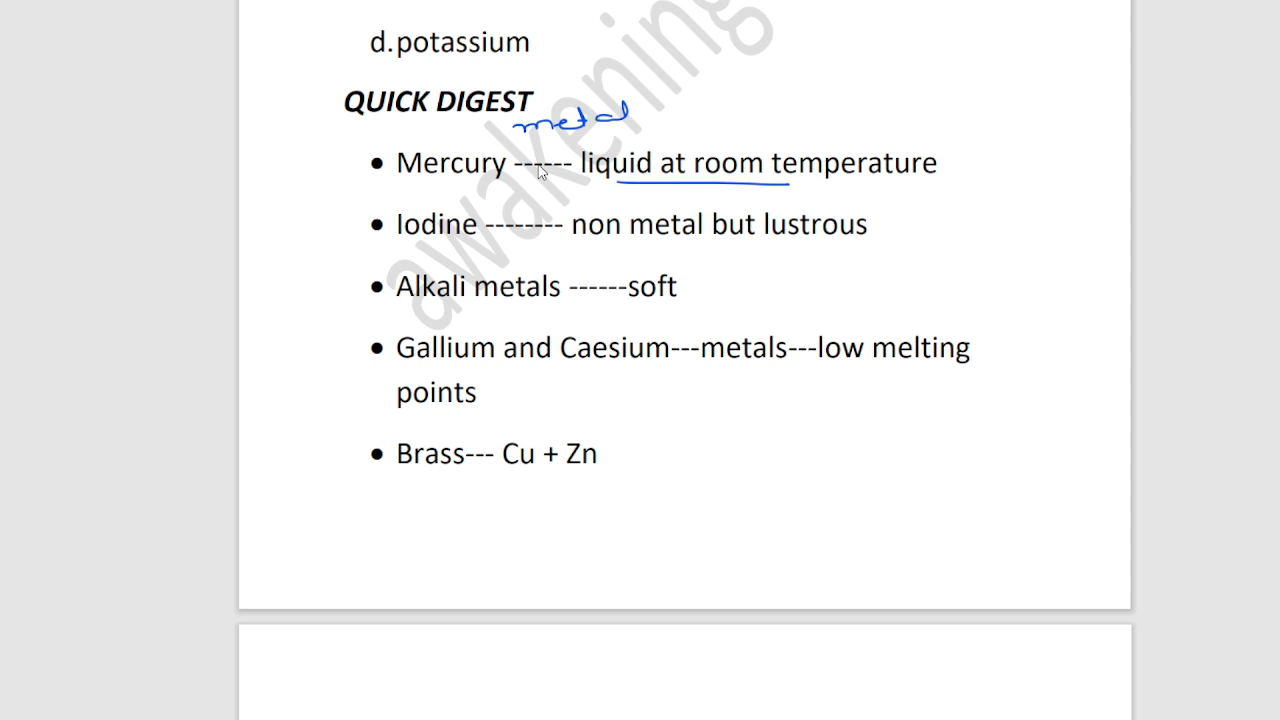 d.potassium
QUICK DIGEST
metal
• Mercury ------ liquid at room temperature
• Iodine -------- non metal but lustrous
• Alkali metals ------soft
• Gallium and Caesium---metals---low melting
points
• Brass--- Cu + Zn
awakening